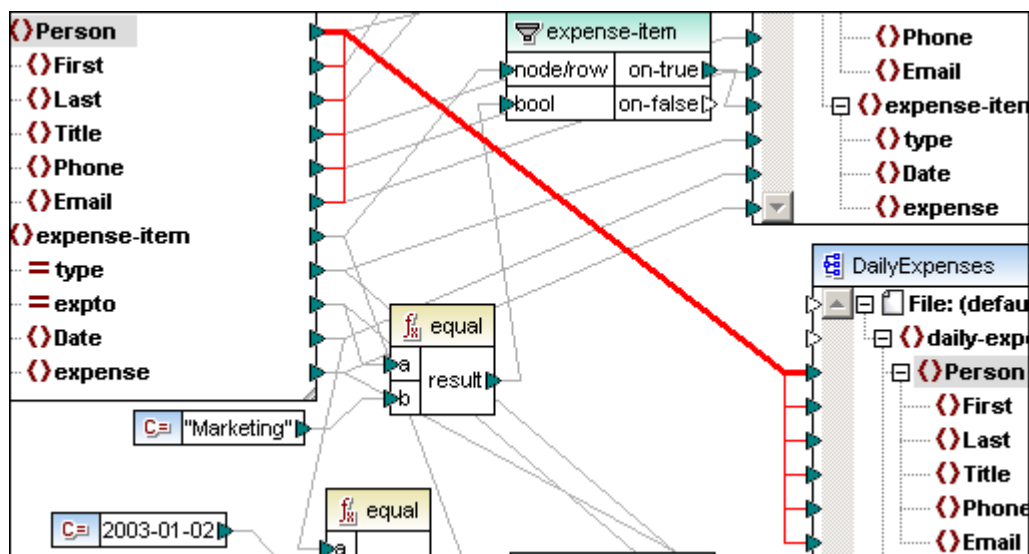 Person
First
Last
Title
Phone
Email
expense-item
type
expto
Date
expense
expense-item
node/row on-true
bool on-false
Phone
Email
expense-item
type
Date
expense
equal
a
result
b
C= "Marketing"
C= 2003-01-02
equal
a
DailyExpenses
File: (defau
daily-exp
Person
First
Last
Title
Phone
Email